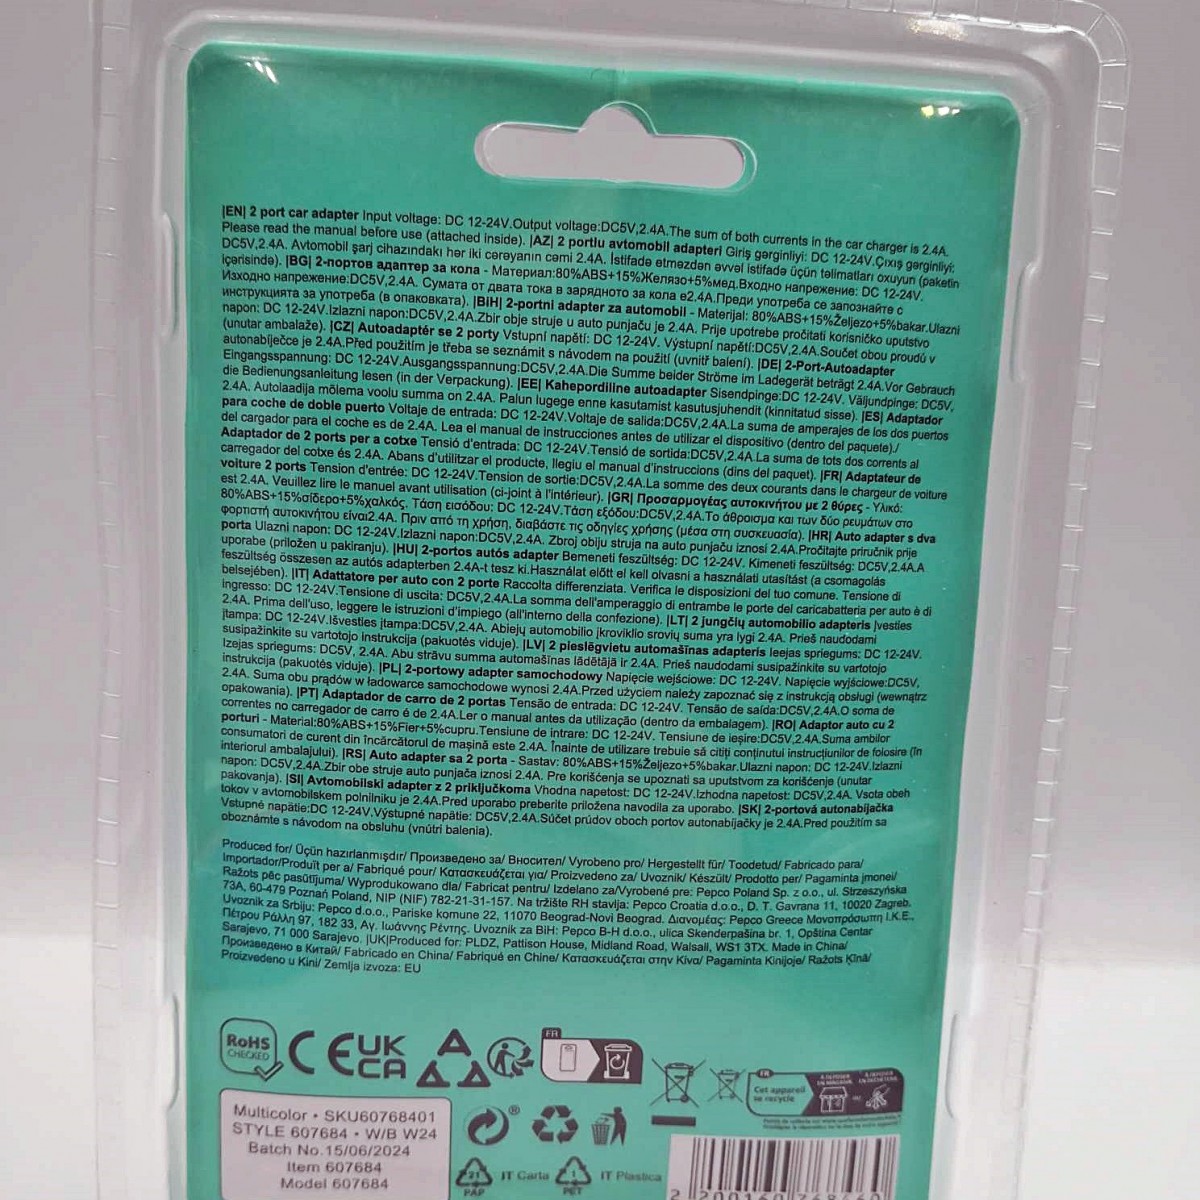 |EN| 2 port car adapter Input voltage: DC 12-24V.Output voltage:DC5V,2.4A.The sum of both currents in the car charger is 2.4A.
Please read the manual before use (attached inside). |AZ| 2 portlu avtomobil adapteri Giriş gərginliyi: DC 12-24V.Çıxış gərginliyi:
DC5V,2.4A. Avtomobil şarj cihazındakı hər iki cərəyanın cəmi 2.4A. İstifadə etməzdən əvvəl istifadə üçün təlimatları oxuyun (paketin
içərisində). |BG| 2-портов адаптер за кола - Материал:80%ABS+15%Желязо+5%мед.Входно напрежение: DC 12-24V.
Изходно напрежение:DC5V,2.4A. Сумата от двата тока в зарядното за кола е2.4A.Преди употреба се запознайте с
инструкцията за употреба (в опаковката). |BIH| 2-portni adapter za automobil - Materijal: 80%ABS+15%Željezo+5%bakar.Ulazni
napon: DC 12-24V.Izlazni napon:DC5V,2.4A.Zbir obje struje u auto punjaču je 2.4A. Prije upotrebe pročitati korisničko uputstvo
(unutar ambalaže). |CZ| Autoadaptér se 2 porty Vstupní napětí: DC 12-24V. Výstupní napětí:DC5V,2.4A.Součet obou proudů v
autonabíječce je 2.4A.Před použitím je třeba se seznámit s návodem na použití (uvnitř balení). |DE| 2-Port-Autoadapter
Eingangsspannung: DC 12-24V.Ausgangsspannung:DC5V,2.4A.Die Summe beider Ströme im Ladegerät beträgt 2.4A.Vor Gebrauch
die Bedienungsanleitung lesen (in der Verpackung). |EE| Kahepordiline autoadapter Sisendpinge:DC 12-24V. Väljundpinge: DC5V,
2.4A. Autolaadija mõlema voolu summa on 2.4A. Palun lugege enne kasutamist kasutusjuhendit (kinnitatud sisse). |ES| Adaptador
para coche de doble puerto Voltaje de entrada: DC 12-24V.Voltaje de salida:DC5V,2.4A.La suma de amperajes de los dos puertos
del cargador para el coche es de 2.4A. Lea el manual de instrucciones antes de utilizar el dispositivo (dentro del paquete)./
Adaptador de 2 ports per a cotxe Tensió d'entrada: DC 12-24V.Tensió de sortida:DC5V,2.4A.La suma de tots dos corrents al
carregador del cotxe és 2.4A. Abans d'utilitzar el producte, llegiu el manual d'instruccions (dins del paquet). |FR| Adaptateur de
voiture 2 ports Tension d'entrée: DC 12-24V.Tension de sortie:DC5V,2.4A.La somme des deux courants dans le chargeur de voiture
est 2.4A. Veuillez lire le manuel avant utilisation (ci-joint à l'intérieur). |GR| Προσαρμογέας αυτοκινήτου με 2 θύρες - Υλικό:
80%ABS+15%σίδερο+5%χαλκός. Τάση εισόδου: DC 12-24V.Τάση εξόδου:DC5V,2.4A.Το άθροισμα και των δύο ρευμάτων στο
φορτιστή αυτοκινήτου είναι2.4A. Πριν από τη χρήση, διαβάστε τις οδηγίες χρήσης (μέσα στη συσκευασία). |HR| Auto adapter s dva
porta Ulazni napon: DC 12-24V.Izlazni napon:DC5V,2.4A. Zbroj obiju struja na auto punjaču iznosi 2.4A.Pročitajte priručnik prije
uporabe (priložen u pakiranju). |HU| 2-portos autós adapter Bemeneti feszültség: DC 12-24V. Kimeneti feszültség: DC5V,2.4A.A
feszültség összesen az autós adapterben 2.4A-t tesz ki.Használat előtt el kell olvasni a használati utasítást (a csomagolás
belsejében). |IT| Adattatore per auto con 2 porte Raccolta differenziata. Verifica le disposizioni del tuo comune. Tensione di
ingresso: DC 12-24V.Tensione di uscita: DC5V,2.4A.La somma dell'amperaggio di entrambe le porte del caricabatteria per auto è di
2.4A. Prima dell'uso, leggere le istruzioni d'impiego (all'interno della confezione). |LT| 2 jungčių automobilio adapteris Įvesties
įtampa: DC 12-24V.Išvesties įtampa:DC5V,2.4A. Abiejų automobilio įkroviklio srovių suma yra lygi 2.4A. Prieš naudodami
susipažinkite su vartotojo instrukcija (pakuotės viduje). |LV| 2 pieslēgvietu automašīnas adapteris Ieejas spriegums: DC 12-24V.
Izejas spriegums: DC5V, 2.4A. Abu strāvu summa automašīnas lādētājā ir 2.4A. Prieš naudodami susipažinkite su vartotojo
instrukcija (pakuotės viduje). |PL| 2-portowy adapter samochodowy Napięcie wejściowe: DC 12-24V. Napięcie wyjściowe:DC5V,
2.4A. Suma obu prądów w ładowarce samochodowe wynosi 2.4A.Przed użyciem należy zapoznać się z instrukcją obsługi (wewnątrz
opakowania). |PT| Adaptador de carro de 2 portas Tensão de entrada: DC 12-24V. Tensão de saída:DC5V,2.4A.O soma de
correntes no carregador de carro é de 2.4A.Ler o manual antes da utilização (dentro da embalagem). |RO| Adaptor auto cu 2
porturi - Material:80%ABS+15%Fier+5%cupru.Tensiune de intrare: DC 12-24V. Tensiune de ieșire:DC5V,2.4A.Suma ambilor
consumatori de curent din încărcătorul de mașină este 2.4A. Înainte de utilizare trebuie să citiți conținutul instrucțiunilor de folosire (în
interiorul ambalajului). |RS| Auto adapter sa 2 porta - Sastav: 80%ABS+15%Željezo+5%bakar.Ulazni napon: DC 12-24V.Izlazni
napon: DC5V,2.4A.Zbir obe struje auto punjača iznosi 2.4A. Pre korišćenja se upoznati sa uputstvom za korišćenje (unutar
pakovanja). |SI| Avtomobilski adapter z 2 priključkoma Vhodna napetost: DC 12-24V.Izhodna napetost: DC5V,2.4A. Vsota obeh
tokov v avtomobilskem polnilniku je 2.4A.Pred uporabo preberite priložena navodila za uporabo. |SK| 2-portová autonabíjačka
Vstupné napätie:DC 12-24V.Výstupné napätie: DC5V,2.4A.Súčet prúdov oboch portov autonabíjačky je 2.4A.Pred použitím sa
oboznámte s návodom na obsluhu (vnútri balenia).
Produced for/ Üçün hazırlanmışdır/ Произведено за/ Вносител/ Vyrobeno pro/ Hergestellt für/ Toodetud/ Fabricado para/
Importador/Produït per a/ Fabriqué pour/ Κατασκευάζεται για/ Proizvedeno za/ Uvoznik/ Készült/ Prodotto per/ Pagaminta įmonei/
Ražots pēc pasūtījuma/ Wyprodukowano dla/ Fabricat pentru/ Izdelano za/Vyrobené pre: Pepco Poland Sp. z o.o., ul. Strzeszyńska
73A, 60-479 Poznań Poland, NIP (NIF) 782-21-31-157. Na tržište RH stavlja: Pepco Croatia d.o.o., D. T. Gavrana 11, 10020 Zagreb.
Uvoznik za Srbiju: Pepco d.o.o., Pariske komune 22, 11070 Beograd-Novi Beograd. Διανομέας: Pepco Greece Μονοπρόσωπη Ι.Κ.Ε.,
Πέτρου Ράλλη 97, 182 33, Αγ. Ιωάννης Ρέντης. Uvoznik za BiH: Pepco B-H d.o.o., ulica Skenderpašina br. 1, Opština Centar
Sarajevo, 71 000 Sarajevo. |UK|Produced for: PLDZ, Pattison House, Midland Road, Walsall, WS1 3TX. Made in China/
Произведено в Китай/ Fabricado en China/ Fabriqué en Chine/ Κατασκευάζεται στην Κίνα/ Pagaminta Kinijoje/ Ražots Ķīnā/
Proizvedeno u Kini/ Zemlja izvoza: EU
RoHS
CHECKED
CE
UK
CA
FR
FR
Cet appareil
se recycle
À DÉPOSER
EN MAGASIN
OU
À DÉPOSER
EN DÉCHÈTERIE
Multicolor • SKU60768401
STYLE 607684 • W/B W24
Batch No.15/06/2024
Item 607684
Model 607684
®
21
PAP
IT Carta
1
PET
IT Plastica